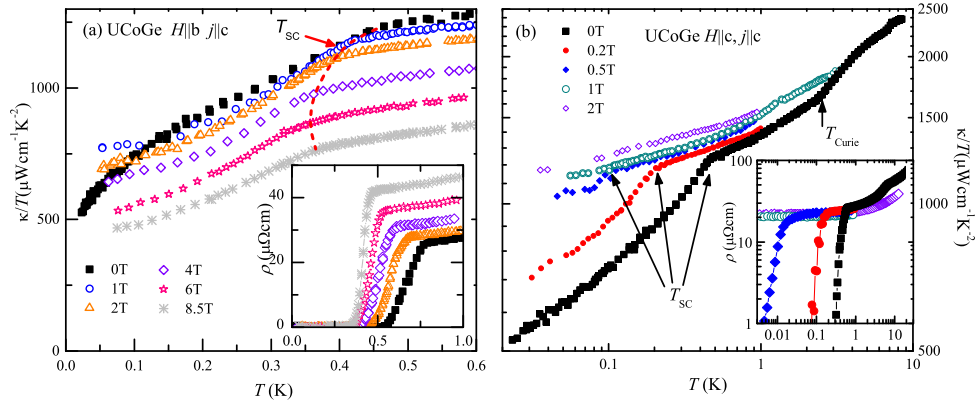 (a) UCoGe H||b j||c
T_SC
κ/T(µWcm⁻¹K⁻²)
1000
500
0
0.0 0.1 0.2 0.3 0.4 0.5 0.6
T (K)
0T
1T
2T
4T
6T
8.5T
ρ (µΩcm)
40
20
0
0.5 1.0
T (K)
(b)
UCoGe H||c, j||c
0T
0.2T
0.5T
1T
2T
T_Curie
T_SC
κ/T(µWcm⁻¹K⁻²)
2500
2000
1500
1000
500
0.1 1 10
T (K)
ρ (µΩcm)
100
10
1
0.01 0.1 1 10